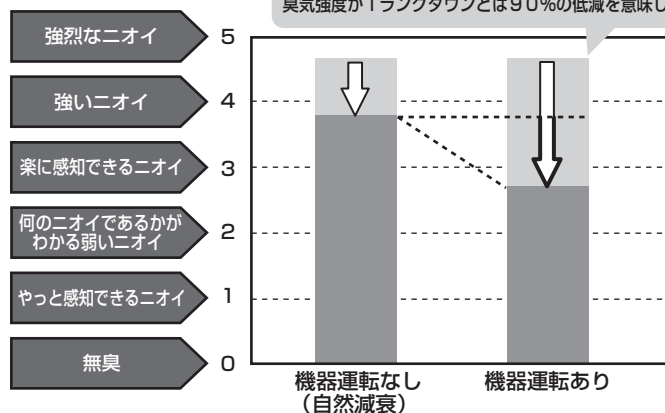 臭気強度が1ランクダウンとは90%の低減を意味し
強烈なニオイ
5
強いニオイ
4
楽に感知できるニオイ
3
何のニオイであるかが
わかる弱いニオイ
2
やっと感知できるニオイ
1
無臭
0
機器運転なし
（自然減衰）
機器運転あり